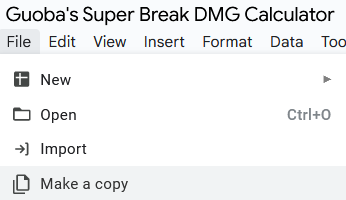 Guoba's Super Break DMG Calculator
File Edit View Insert Format Data Too
New
Open Ctrl+O
Import
Make a copy